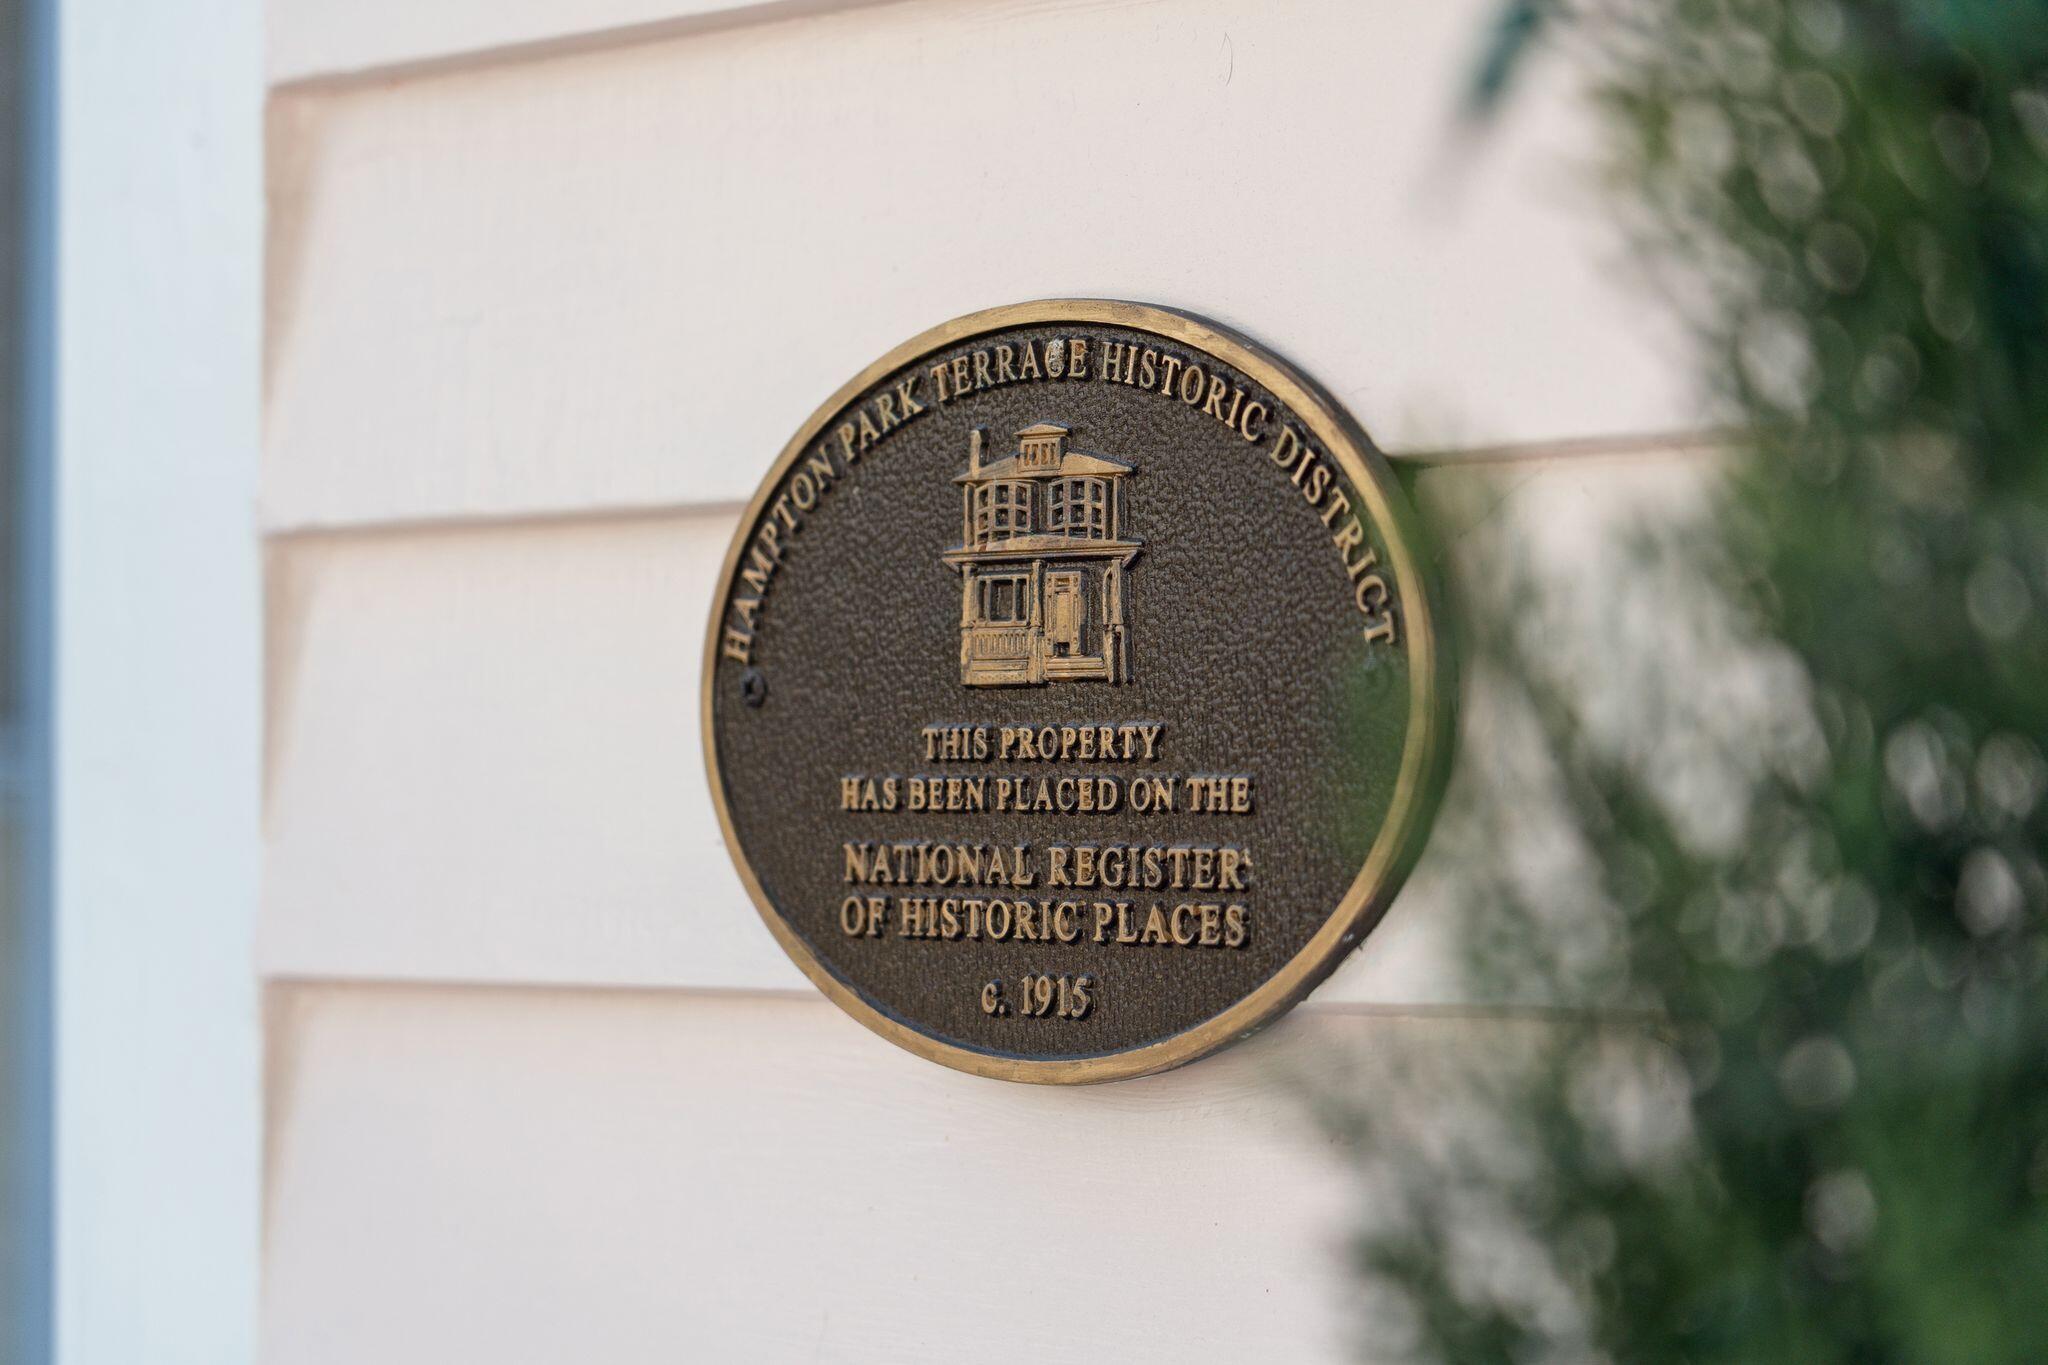 HAMPTON PARK TERRACE HISTORIC DISTRICT
THIS PROPERTY
HAS BEEN PLACED ON THE
NATIONAL REGISTER
OF HISTORIC PLACES
c. 1915